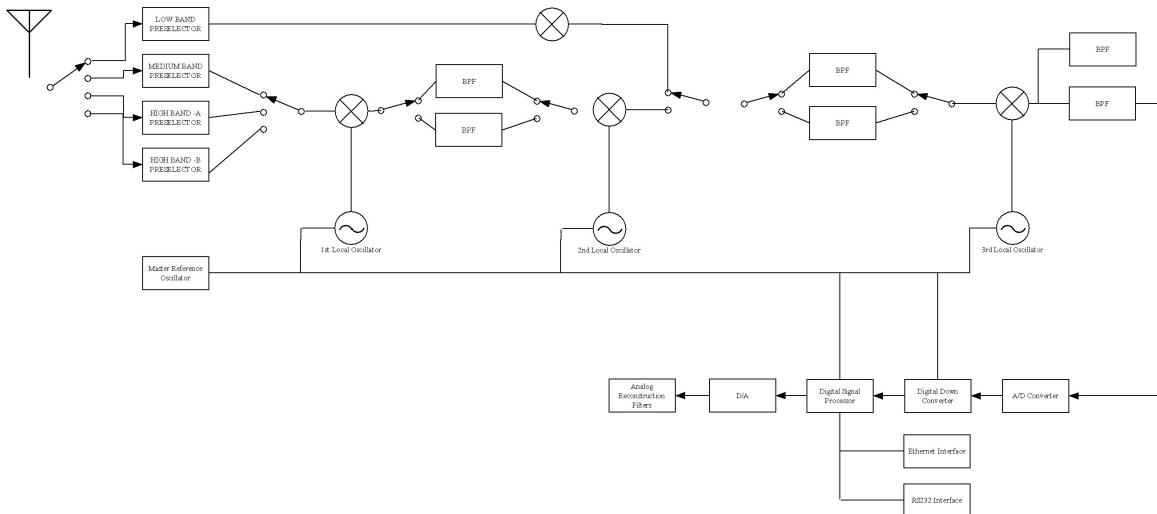 LOW BAND
PRESELECTOR
MEDIUM BAND
PRESELECTOR
HIGH BAND -A
PRESELECTOR
HIGH BAND -B
PRESELECTOR
BPF
BPF
BPF
BPF
BPF
BPF
1st Local Oscillator
2nd Local Oscillator
3rd Local Oscillator
Master Reference
Oscillator
Analog
Reconstruction
Filters
D/A
Digital Signal
Processor
Digital Down
Converter
A/D Converter
Ethernet Interface
RS232 Interface